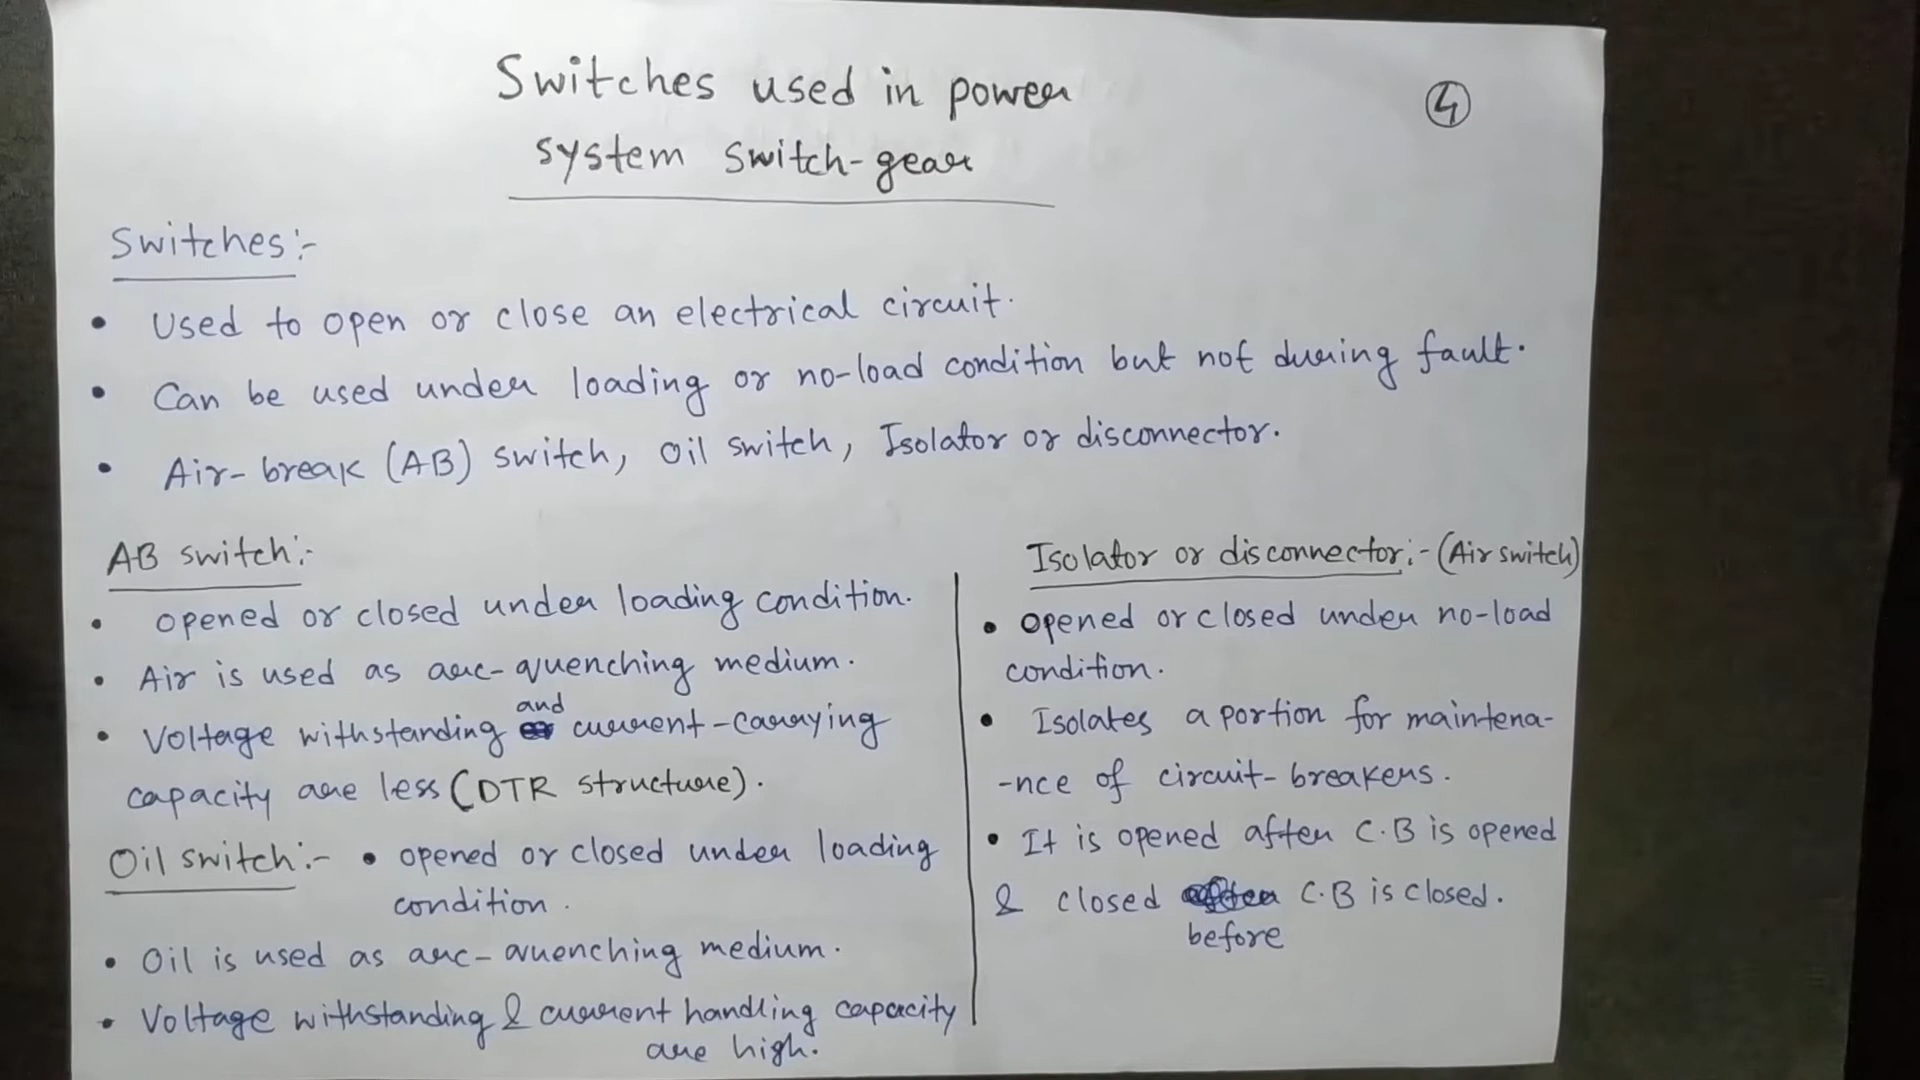 Switches used in power
system switch-gear
4
Switches:-
• Used to open or close an electrical circuit.
• Can be used under loading or no-load condition but not during fault.
• Air-break (AB) switch, Oil switch, Isolator or disconnector.
AB switch:-
• opened or closed under loading condition.
• Air is used as arc-quenching medium.
• Voltage withstanding and current-carrying
capacity are less (DTR structure).
Oil switch:- • opened or closed under loading
condition.
• Oil is used as arc-quenching medium.
• Voltage withstanding & current handling capacity
are high.
Isolator or disconnector:- (Air switch)
• opened or closed under no-load
condition.
• Isolates a portion for maintena-
-nce of circuit-breakers.
• It is opened after C.B is opened
& closed before C.B is closed.